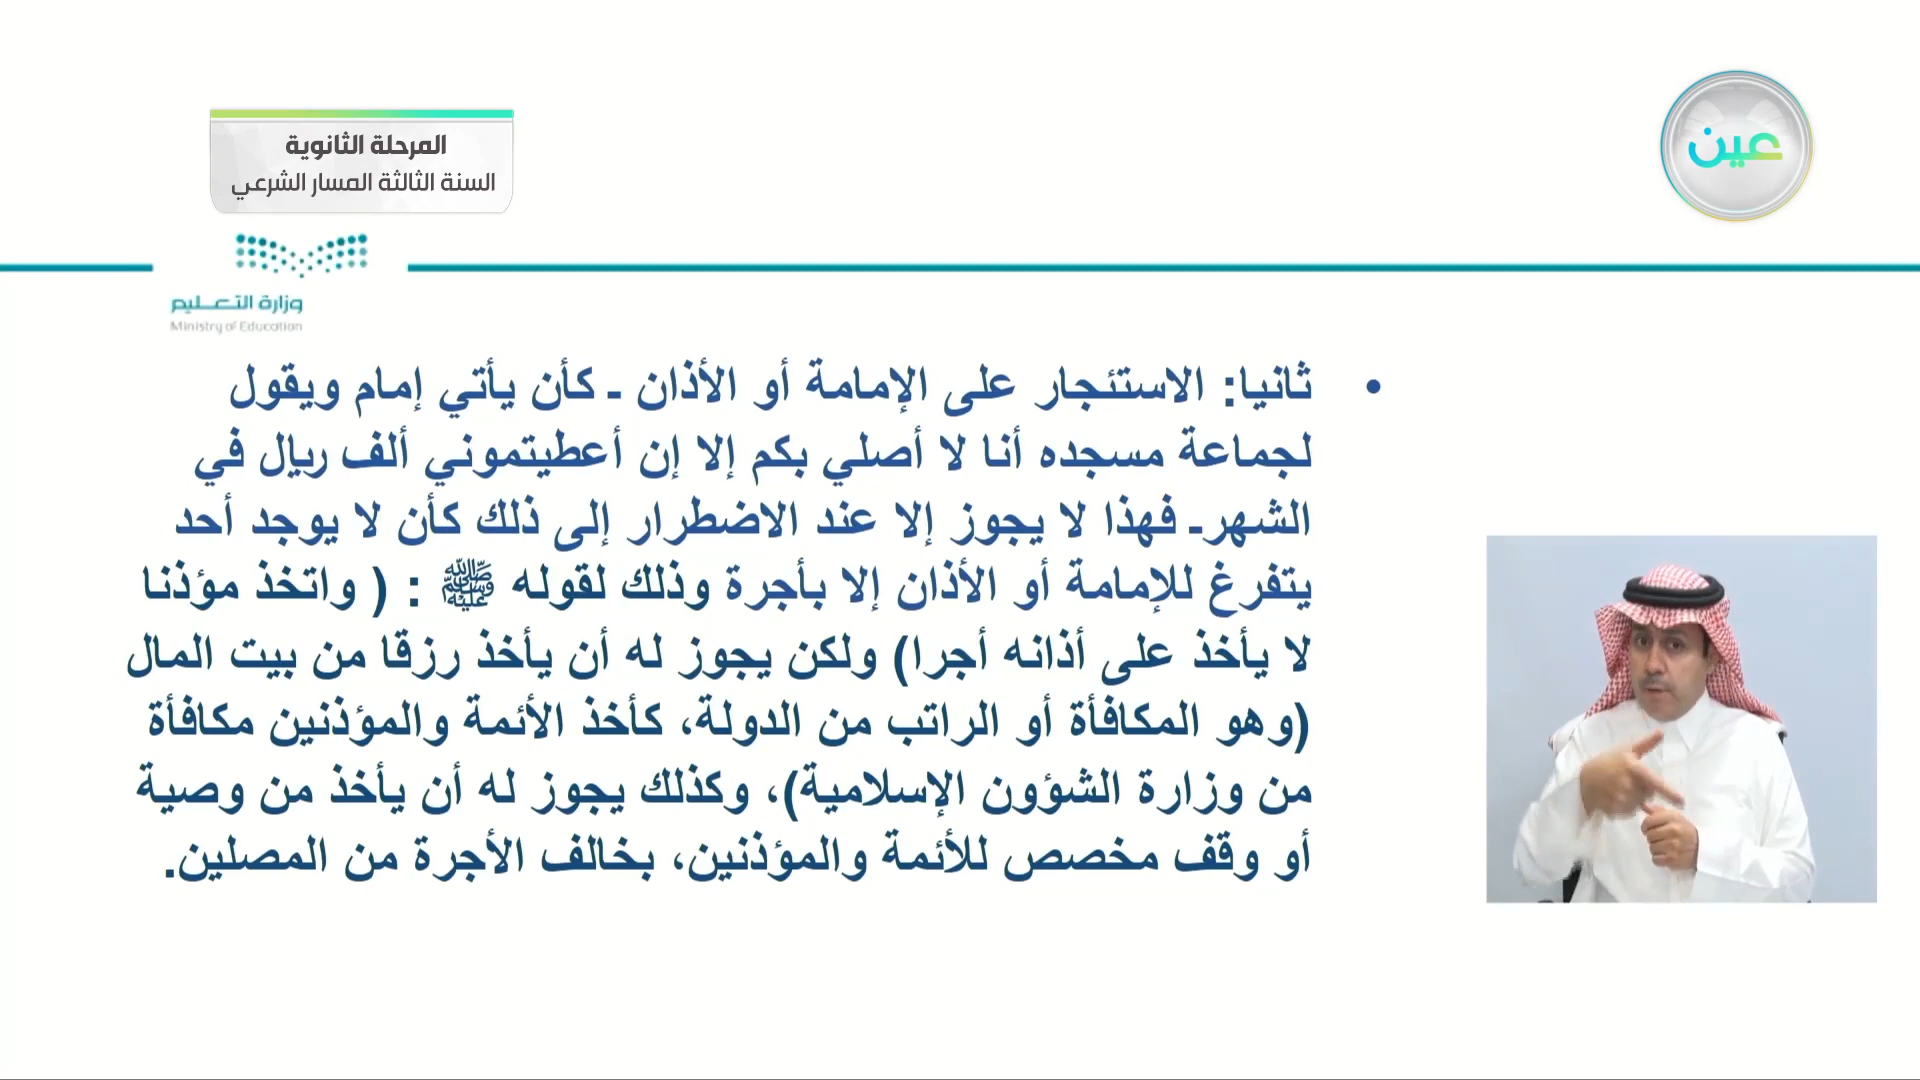 المرحلة الثانوية
السنة الثالثة المسار الشرعي
عين
وزارة التعليم
Ministry of Education
• ثانيا: الاستئجار على الإمامة أو الأذان ـ كأن يأتي إمام ويقول
لجماعة مسجده أنا لا أصلي بكم إلا إن أعطيتموني ألف ريال في
الشهرـ فهذا لا يجوز إلا عند الاضطرار إلى ذلك كأن لا يوجد أحد
يتفرغ للإمامة أو الأذان إلا بأجرة وذلك لقوله ﷺ : ( واتخذ مؤذنا
لا يأخذ على أذانه أجرا) ولكن يجوز له أن يأخذ رزقا من بيت المال
(وهو المكافأة أو الراتب من الدولة، كأخذ الأئمة والمؤذنين مكافأة
من وزارة الشؤون الإسلامية)، وكذلك يجوز له أن يأخذ من وصية
أو وقف مخصص للأئمة والمؤذنين، بخالف الأجرة من المصلين.